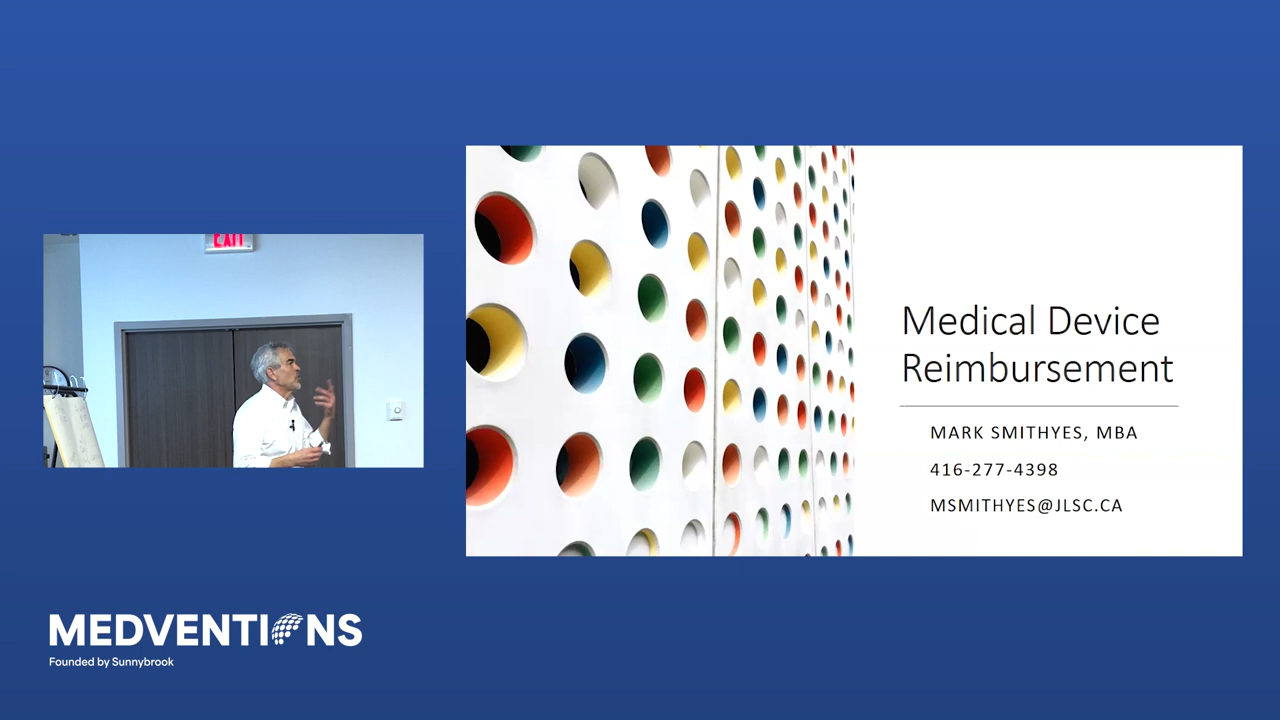 EXIT
Medical Device
Reimbursement
MARK SMITHYES, MBA
416-277-4398
MSMITHYES@JLSC.CA
MEDVENTIONS
Founded by Sunnybrook